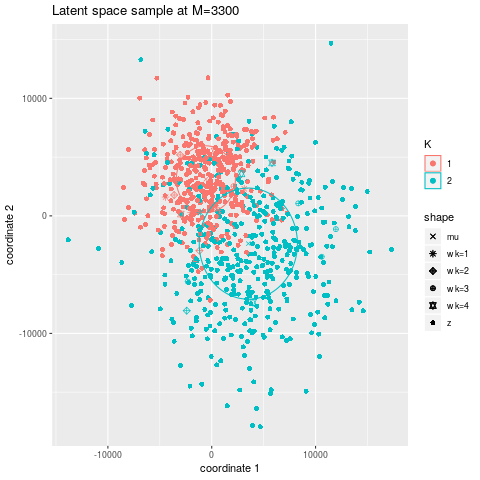 Latent space sample at M=3300
coordinate 2
10000
0
-10000
-10000
0
10000
coordinate 1
K
1
2
shape
mu
w k=1
w k=2
w k=3
w k=4
z